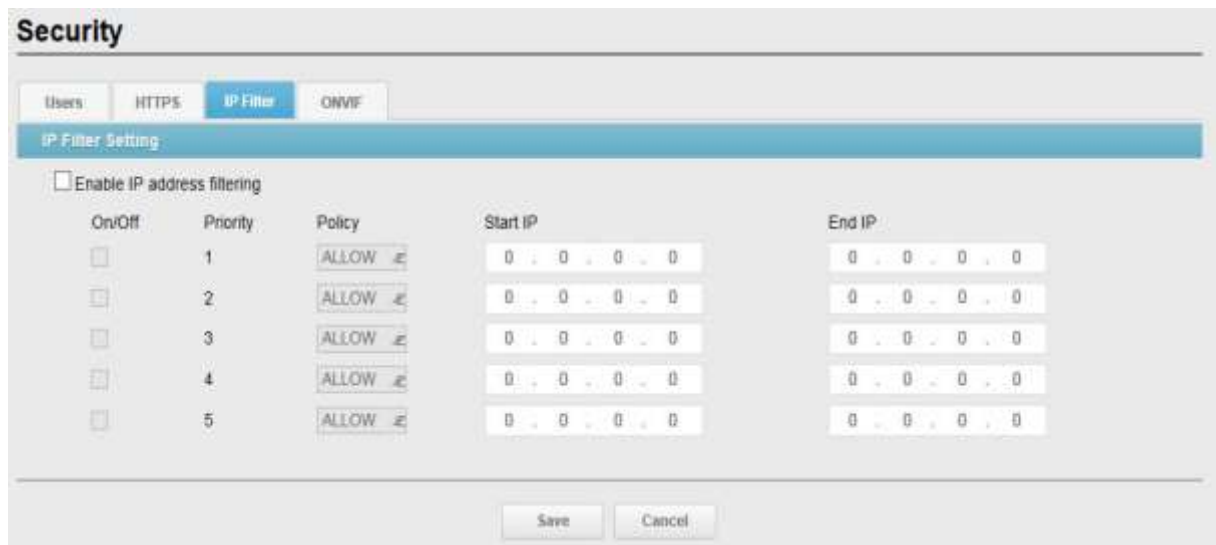 Security
Users HTTPS IP Filter ONVIF
IP Filter Setting
Enable IP address filtering
On/Off Priority Policy Start IP End IP
1 ALLOW 0 . 0 . 0 . 0 0 . 0 . 0 . 0
2 ALLOW 0 . 0 . 0 . 0 0 . 0 . 0 . 0
3 ALLOW 0 . 0 . 0 . 0 0 . 0 . 0 . 0
4 ALLOW 0 . 0 . 0 . 0 0 . 0 . 0 . 0
5 ALLOW 0 . 0 . 0 . 0 0 . 0 . 0 . 0
Save Cancel